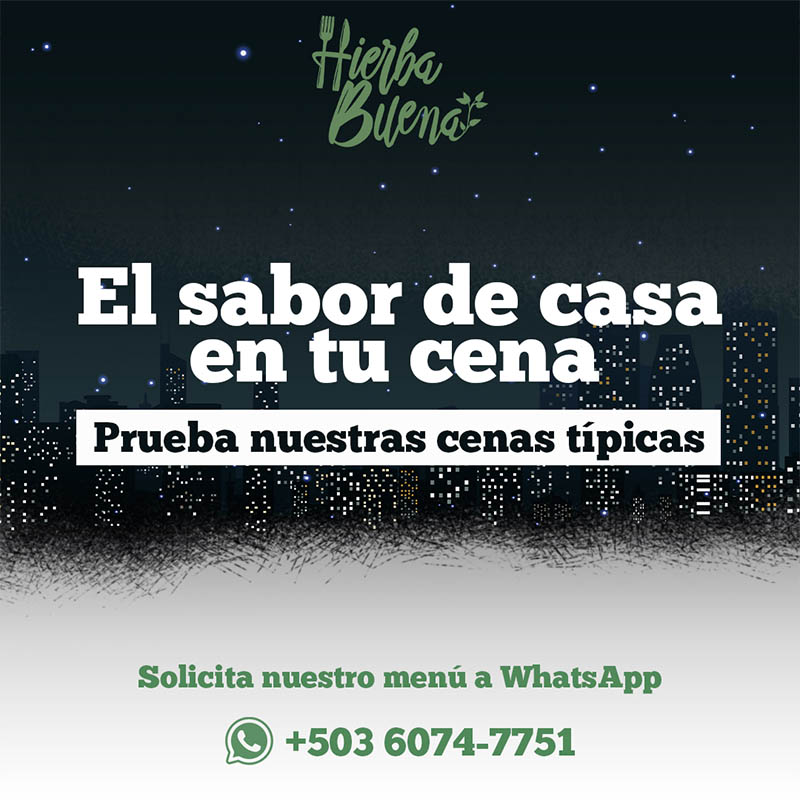 Hierba
Buena
El sabor de casa
en tu cena
Prueba nuestras cenas típicas
Solicita nuestro menú a WhatsApp
+503 6074-7751